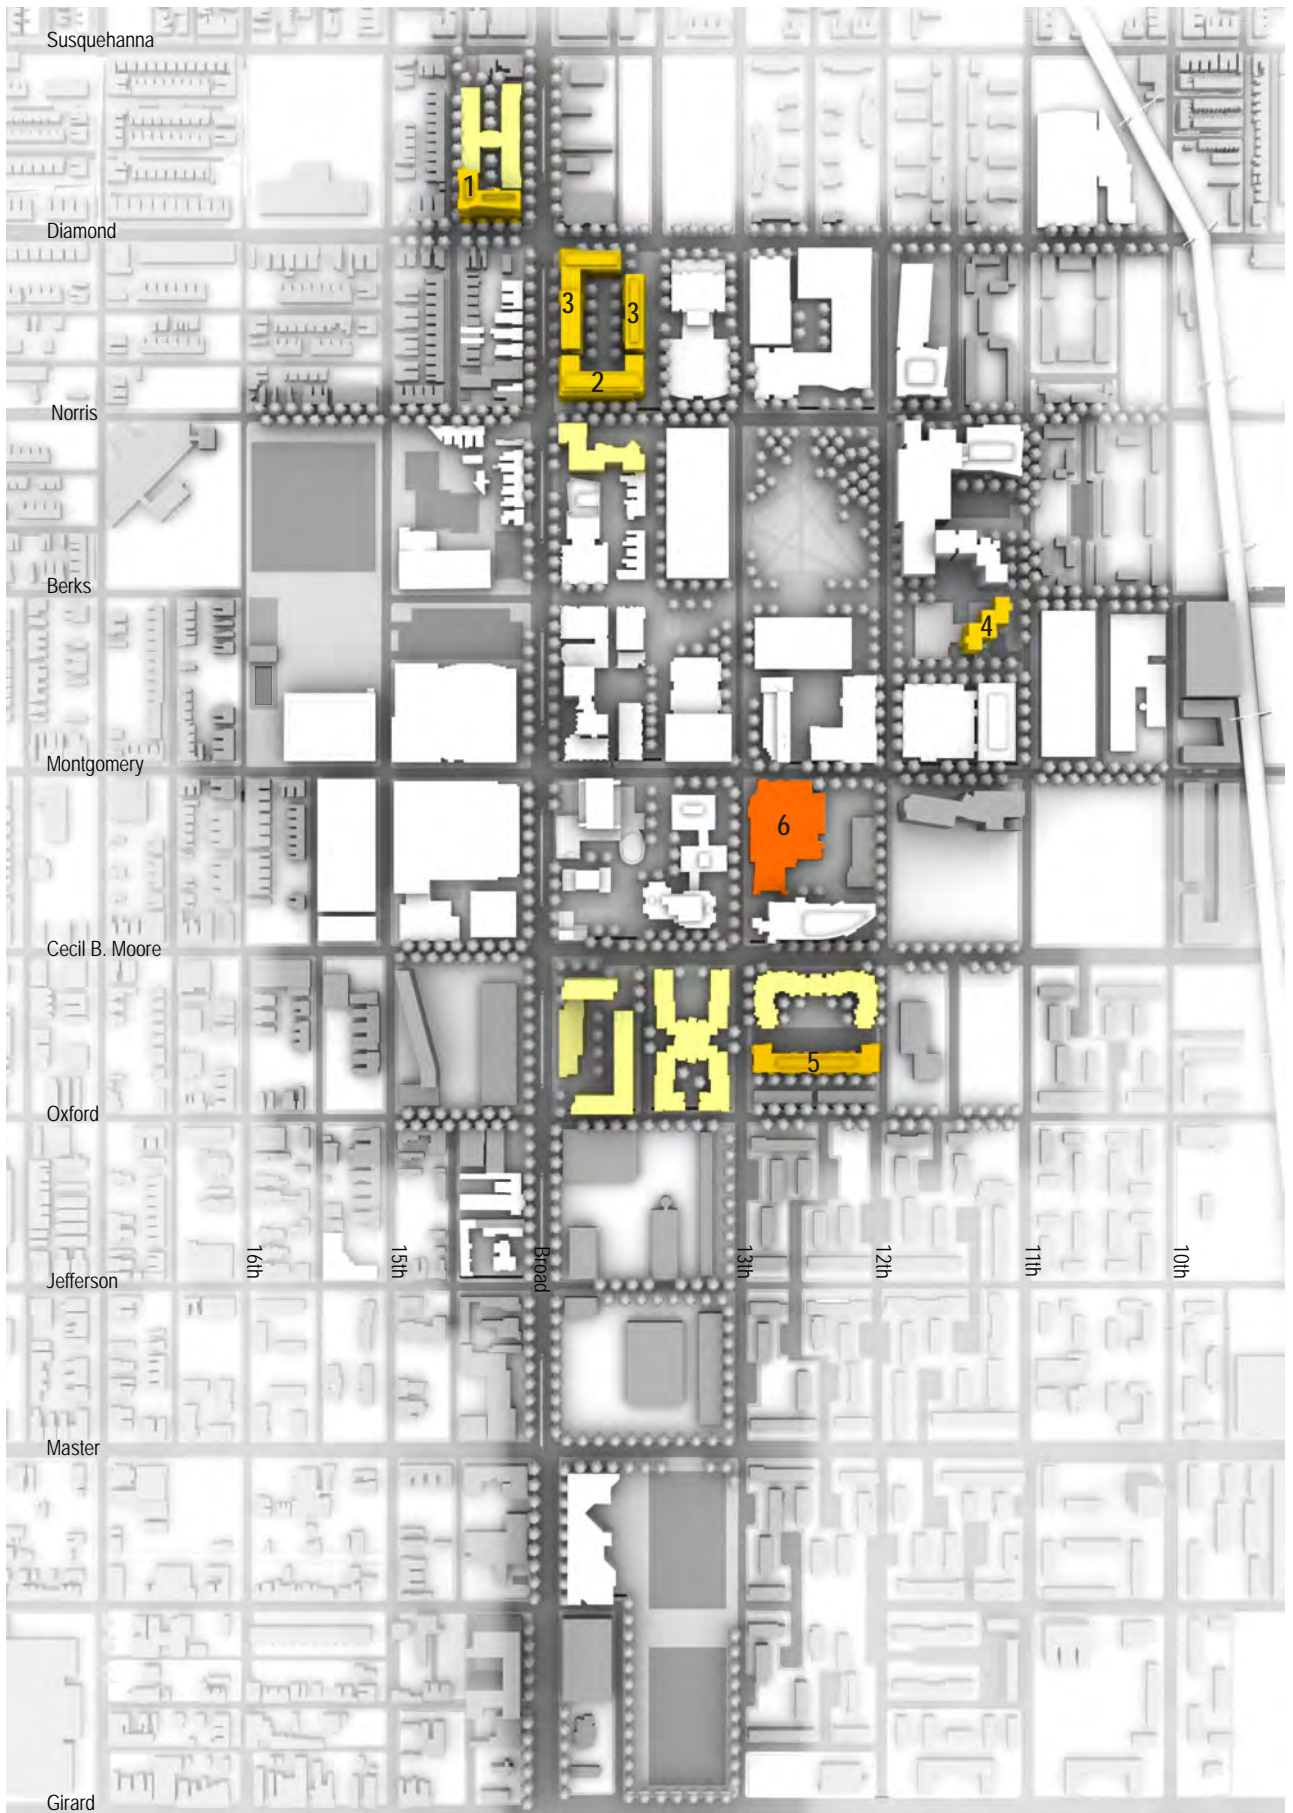 Susquehanna
1
Diamond
3
3
2
Norris
Berks
4
Montgomery
6
Cecil B. Moore
5
Oxford
16th
15th
Broad
13th
12th
11th
10th
Jefferson
Master
Girard